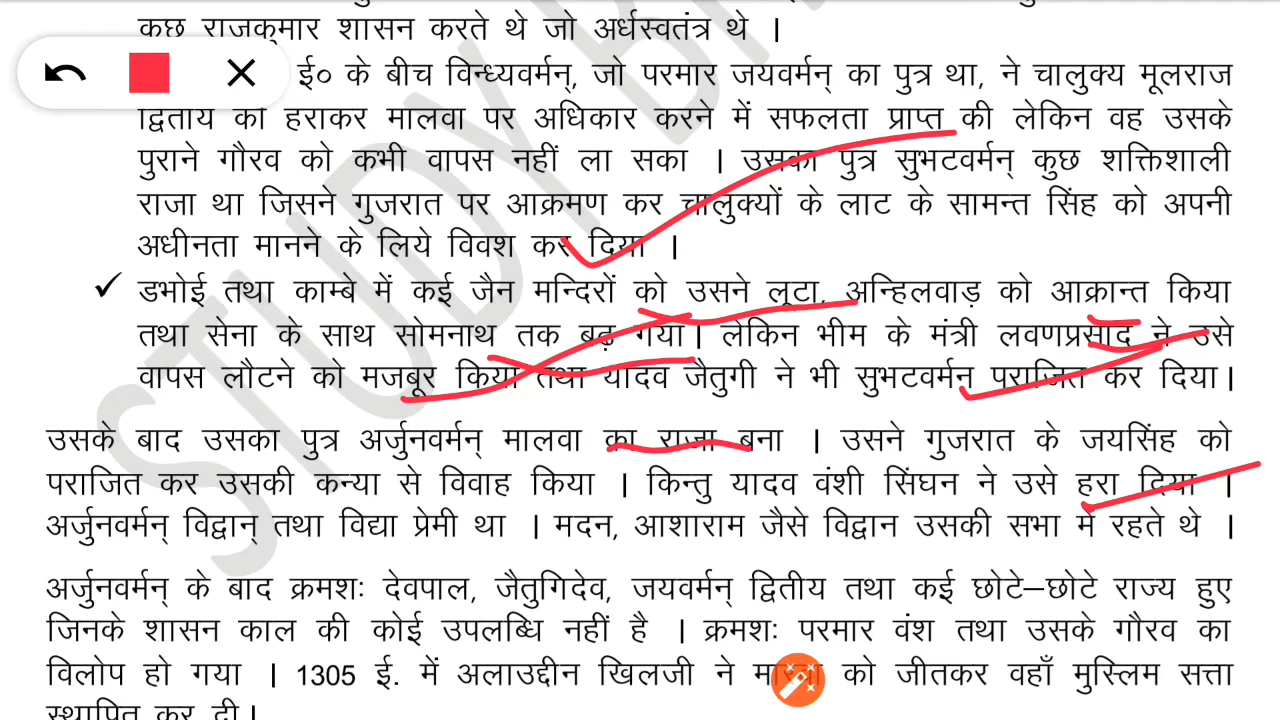 कुछ राजकुमार शासन करते थे जो अर्धस्वतंत्र थे ।
ई० के बीच विन्ध्यवर्मन्, जो परमार जयवर्मन् का पुत्र था, ने चालुक्य मूलराज
द्वितीय को हराकर मालवा पर अधिकार करने में सफलता प्राप्त की लेकिन वह उसके
पुराने गौरव को कभी वापस नहीं ला सका । उसका पुत्र सुभटवर्मन् कुछ शक्तिशाली
राजा था जिसने गुजरात पर आक्रमण कर चालुक्यों के लाट के सामन्त सिंह को अपनी
अधीनता मानने के लिये विवश कर दिया ।
✓ डभोई तथा काम्बे में कई जैन मन्दिरों को उसने लूटा, अन्हिलवाड़ को आक्रान्त किया
तथा सेना के साथ सोमनाथ तक बढ़ गया। लेकिन भीम के मंत्री लवणप्रसाद ने उसे
वापस लौटने को मजबूर किया तथा यादव जैतुगी ने भी सुभटवर्मन् पराजित कर दिया।
उसके बाद उसका पुत्र अर्जुनवर्मन् मालवा का राजा बना । उसने गुजरात के जयसिंह को
पराजित कर उसकी कन्या से विवाह किया । किन्तु यादव वंशी सिंघन ने उसे हरा दिया ।
अर्जुनवर्मन् विद्वान् तथा विद्या प्रेमी था । मदन, आशाराम जैसे विद्वान उसकी सभा में रहते थे ।
अर्जुनवर्मन् के बाद क्रमशः देवपाल, जैतुगिदेव, जयवर्मन् द्वितीय तथा कई छोटे–छोटे राज्य हुए
जिनके शासन काल की कोई उपलब्धि नहीं है । क्रमशः परमार वंश तथा उसके गौरव का
विलोप हो गया । 1305 ई. में अलाउद्दीन खिलजी ने को जीतकर वहाँ मुस्लिम सत्ता
स्थापित कर दी।
STUDY